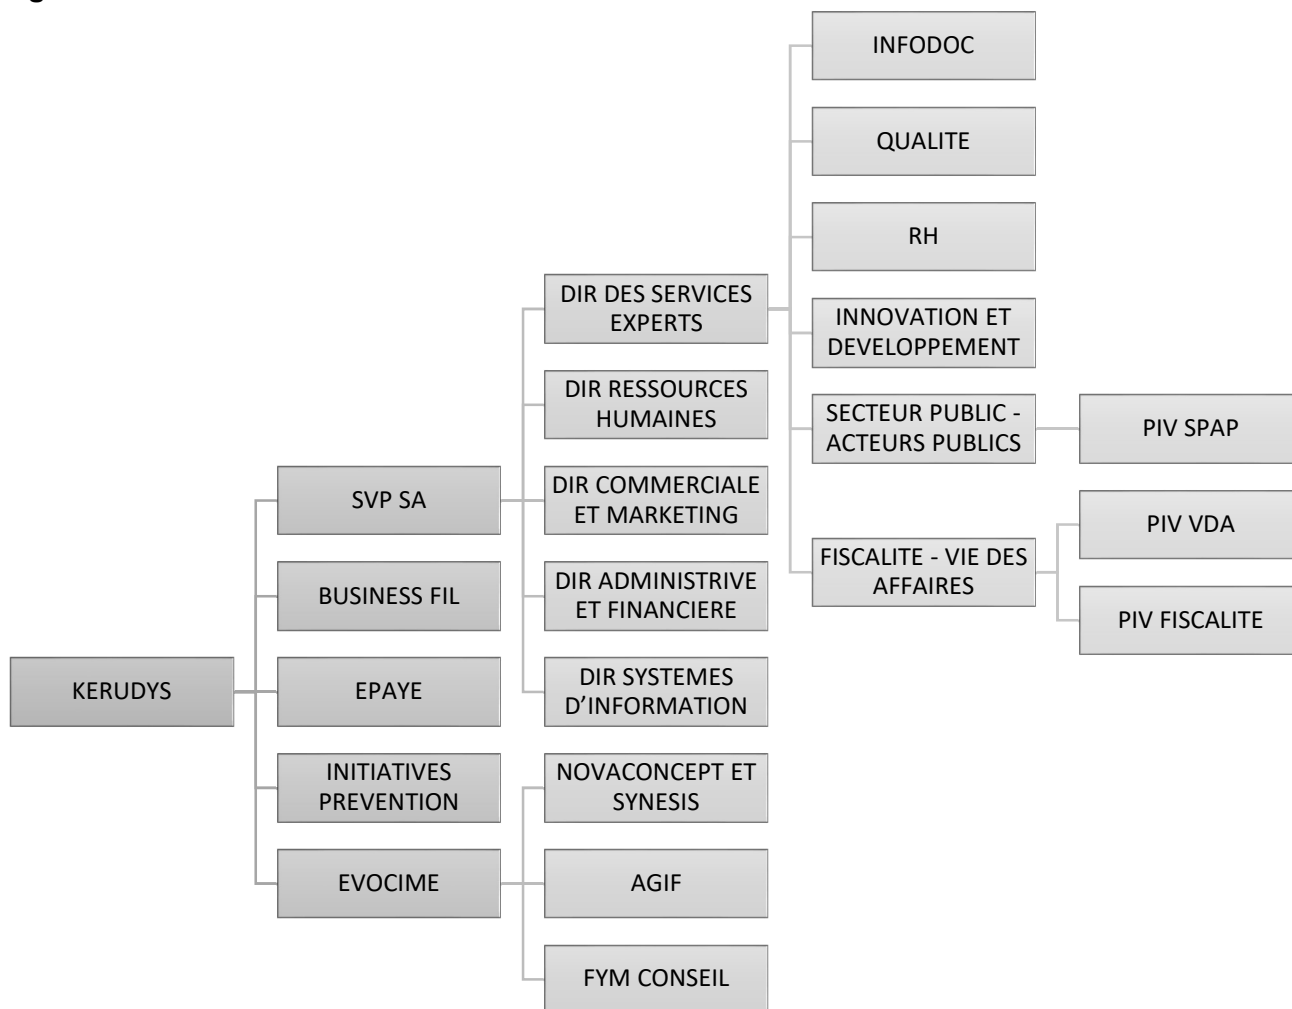 INFODOC
QUALITE
RH
DIR DES SERVICES
EXPERTS
INNOVATION ET
DEVELOPPEMENT
DIR RESSOURCES
HUMAINES
SECTEUR PUBLIC -
ACTEURS PUBLICS
PIV SPAP
SVP SA
DIR COMMERCIALE
ET MARKETING
PIV VDA
BUSINESS FIL
DIR ADMINISTRIVE
ET FINANCIERE
FISCALITE - VIE DES
AFFAIRES
PIV FISCALITE
KERUDYS
EPAYE
DIR SYSTEMES
D’INFORMATION
INITIATIVES
PREVENTION
NOVACONCEPT ET
SYNESIS
EVOCIME
AGIF
FYM CONSEIL